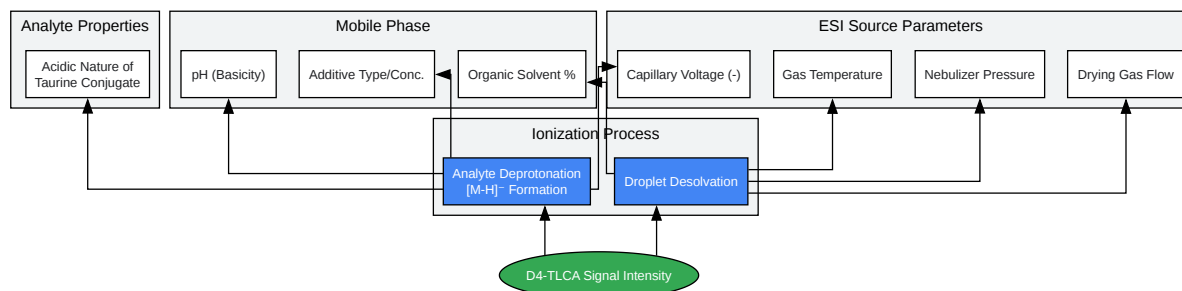 Analyte Properties
Mobile Phase
ESI Source Parameters
Acidic Nature of
Taurine Conjugate
pH (Basicity)
Additive Type/Conc.
Organic Solvent %
Capillary Voltage (-)
Gas Temperature
Nebulizer Pressure
Drying Gas Flow
Ionization Process
Analyte Deprotonation
[M-H]⁻ Formation
Droplet Desolvation
D4-TLCA Signal Intensity